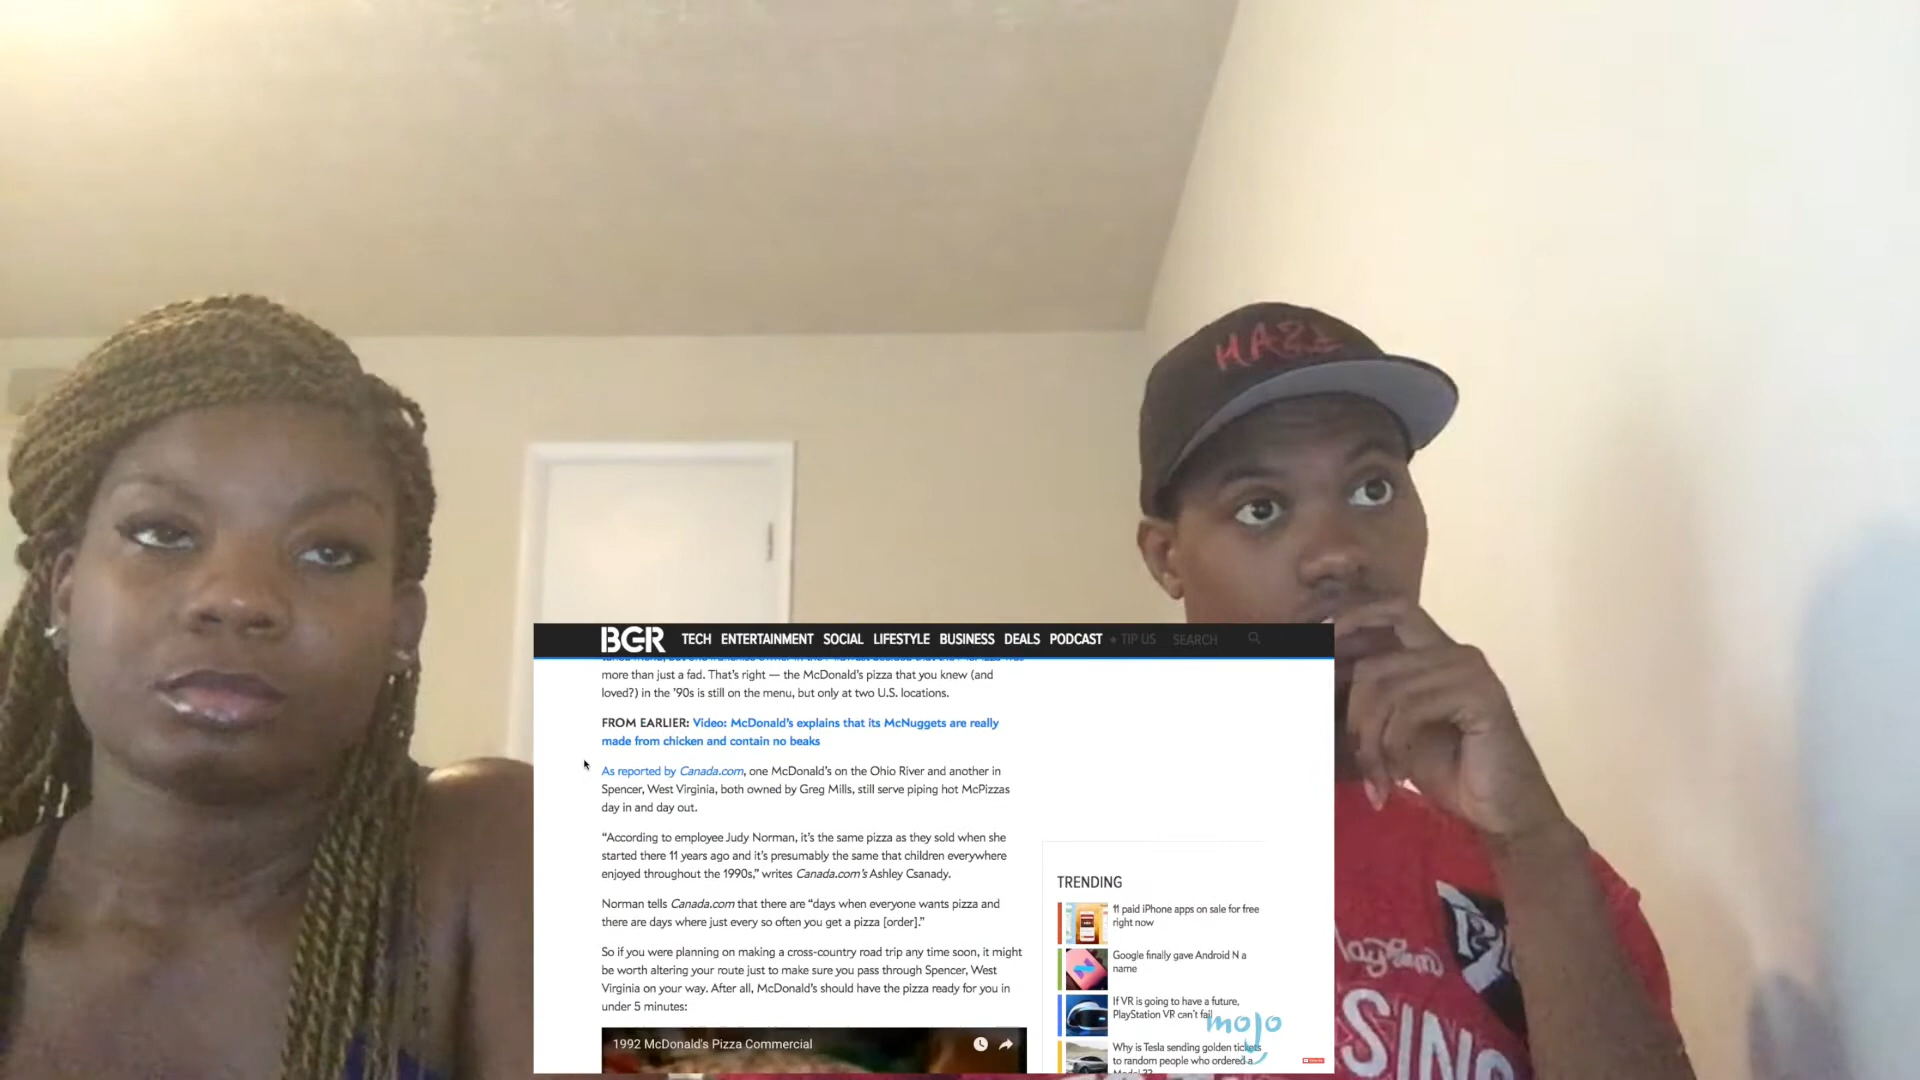 HAZE
BGR TECH ENTERTAINMENT SOCIAL LIFESTYLE BUSINESS DEALS PODCAST TIP US SEARCH
more than just a fad. That's right — the McDonald's pizza that you knew (and
loved?) in the '90s is still on the menu, but only at two U.S. locations.
FROM EARLIER: Video: McDonald's explains that its McNuggets are really
made from chicken and contain no beaks
As reported by Canada.com, one McDonald's on the Ohio River and another in
Spencer, West Virginia, both owned by Greg Mills, still serve piping hot McPizzas
day in and day out.
“According to employee Judy Norman, it's the same pizza as they sold when she
started there 11 years ago and it's presumably the same that children everywhere
enjoyed throughout the 1990s,” writes Canada.com's Ashley Csanady.
Norman tells Canada.com that there are “days when everyone wants pizza and
there are days where just every so often you get a pizza [order].”
So if you were planning on making a cross-country road trip any time soon, it might
be worth altering your route just to make sure you pass through Spencer, West
Virginia on your way. After all, McDonald's should have the pizza ready for you in
under 5 minutes:
1992 McDonald's Pizza Commercial
TRENDING
11 paid iPhone apps on sale for free
right now
Google finally gave Android N a
name
If VR is going to have a future,
PlayStation VR can't fail
Why is Tesla sending golden tickets
to random people who ordered a
Model 3?
mojo